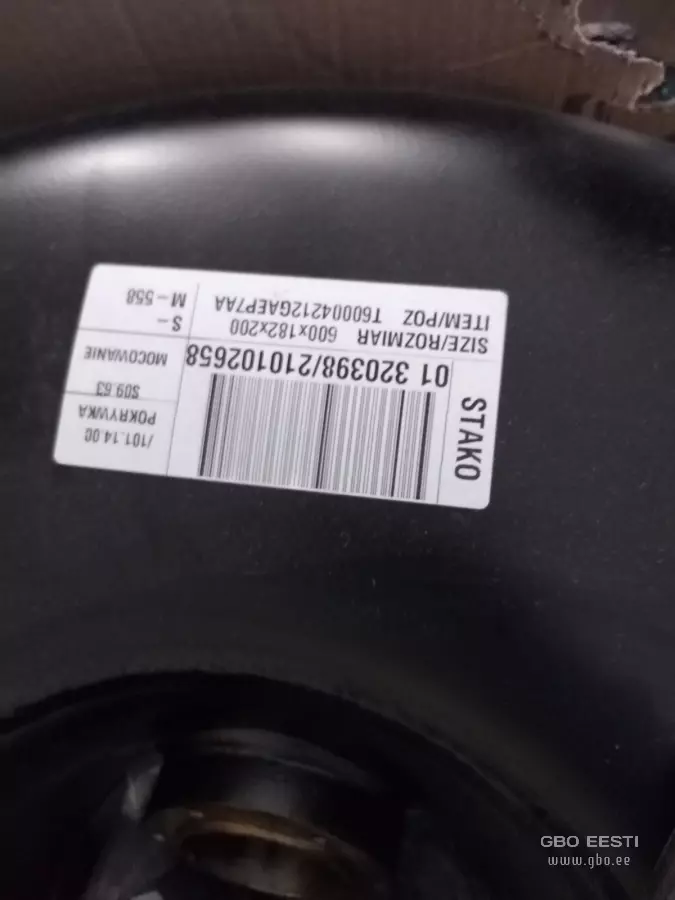 STAKO
01 320398/210102658
SIZE/ROZMIAR 600x182x200
ITEM/POZ T60004212GAEP7AA
/101.14.00
POKRYWKA
S09.63
MOCOWANIE
S –
M – 558
GBO EESTI
www.gbo.ee